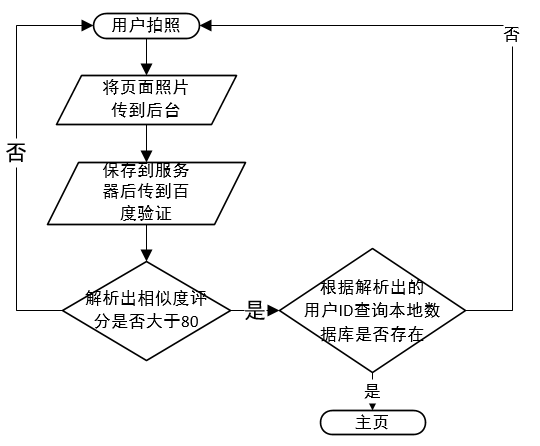 用户拍照
否
将页面照片
传到后台
否
保存到服务
器后传到百
度验证
解析出相似度评
分是否大于80
是
根据解析出的
用户ID查询本地数
据库是否存在
是
主页